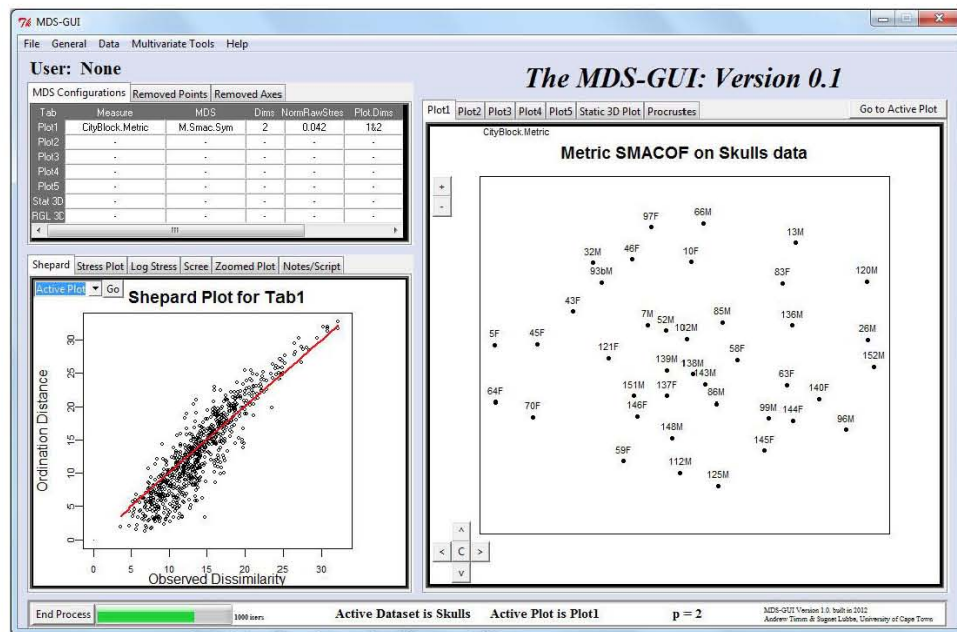 MDS-GUI
File General Data Multivariate Tools Help
User: None
The MDS-GUI: Version 0.1
MDS Configurations Removed Points Removed Axes
Tab Measure MDS Dims NormRawStres Plot.Dims
Plot1 CityBlock.Metric M.Smac.Sym 2 0.042 1&2
Plot2 - - - - -
Plot3 - - - - -
Plot4 - - - - -
Plot5 - - - - -
Stat 3D - - - - -
RGL 3D - - - - -
Shepard Stress Plot Log Stress Scree Zoomed Plot Notes/Script
Active Plot Go
Shepard Plot for Tab1
Ordination Distance
30
25
20
15
10
5
0
0 5 10 15 20 25 30
Observed Dissimilarity
Plot1 Plot2 Plot3 Plot4 Plot5 Static 3D Plot Procrustes Go to Active Plot
CityBlock.Metric
Metric SMACOF on Skulls data
+
-
97F 66M
13M
32M 46F 10F
93bM 83F 120M
43F
7M 52M 85M 136M
102M
5F 45F 26M
121F 58F 152M
139M 138M
143M 63F
64F 151M 137F 86M 140F
70F 146F 99M 144F 96M
148M
145F
59F 112M
125M
^
< C >
v
End Process 1000 iters Active Dataset is Skulls Active Plot is Plot1 p = 2
MDS-GUI Version 1.0, built in 2012
Andrew Timm & Sugnet Lubbe, University of Cape Town